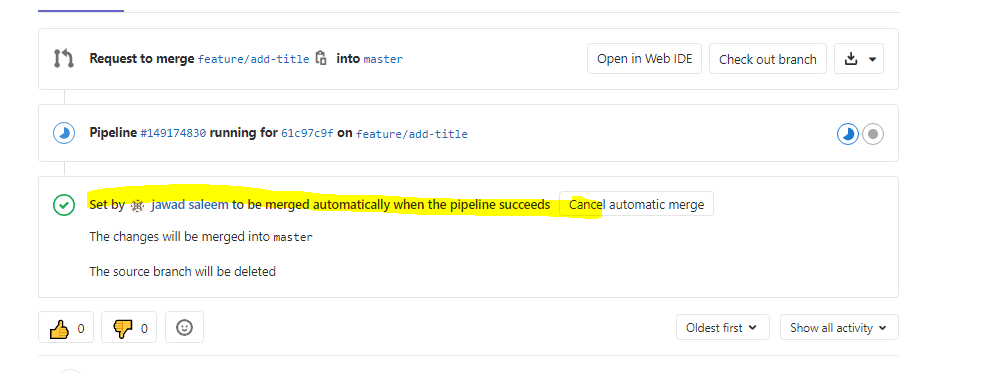 Request to merge feature/add-title into master Open in Web IDE Check out branch
Pipeline #149174830 running for 61c97c9f on feature/add-title
Set by jawad saleem to be merged automatically when the pipeline succeeds Cancel automatic merge
The changes will be merged into master
The source branch will be deleted
0 0 Oldest first Show all activity